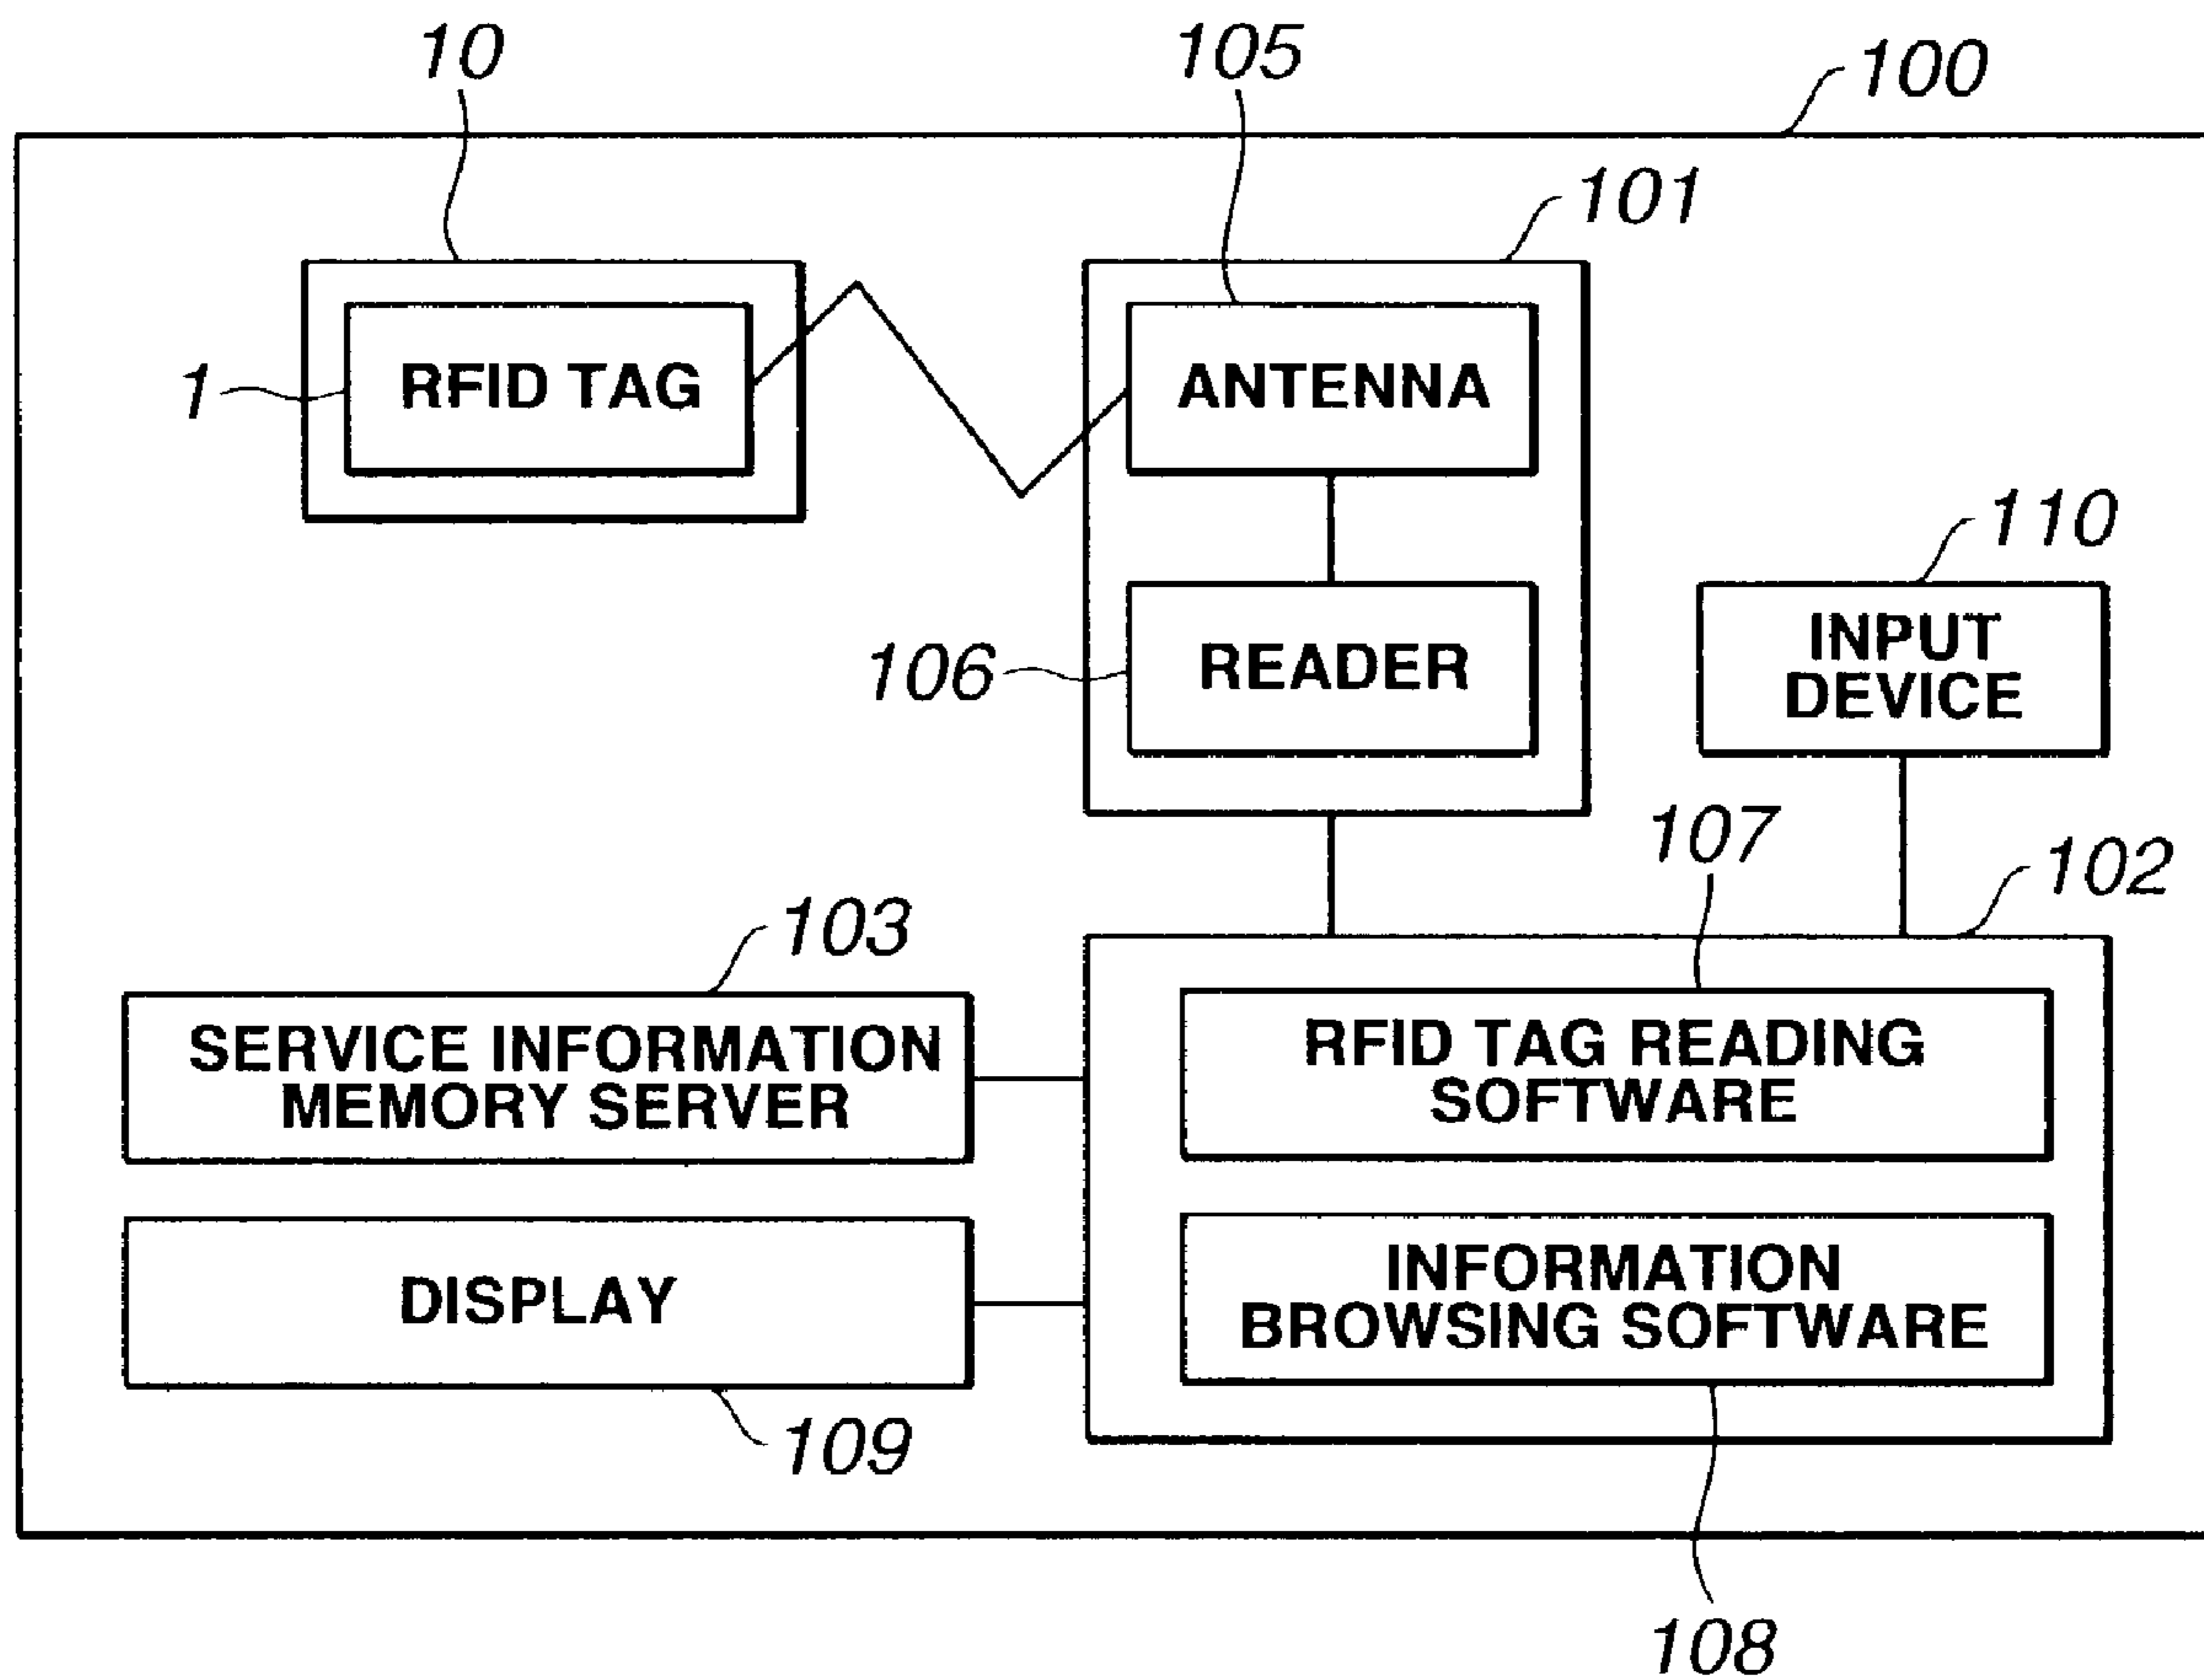 10
105
100
101
1
RFID TAG
ANTENNA
110
106
READER
INPUT
DEVICE
107
102
103
SERVICE INFORMATION
MEMORY SERVER
RFID TAG READING
SOFTWARE
DISPLAY
INFORMATION
BROWSING SOFTWARE
109
108